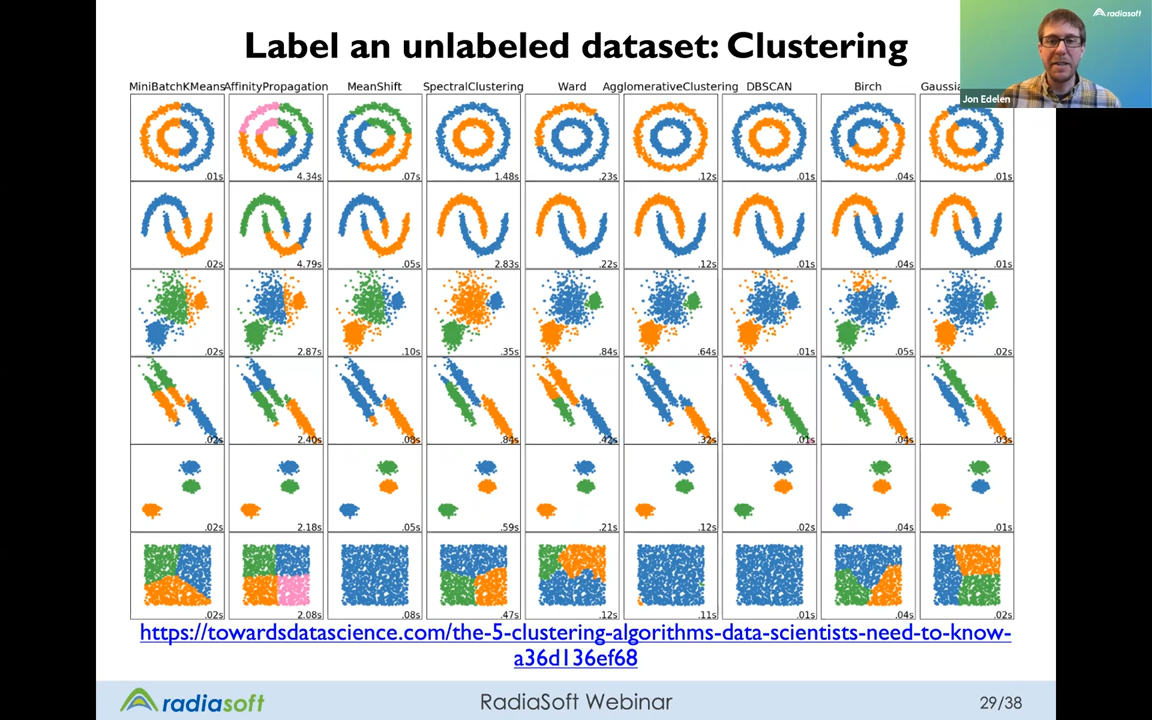 radiasoft
Label an unlabeled dataset: Clustering
Jon Edelen
MiniBatchKMeans AffinityPropagation MeanShift SpectralClustering Ward AgglomerativeClustering DBSCAN Birch
.01s 4.34s .07s 1.48s .23s .12s .01s .04s .01s
.02s 4.79s .05s 2.83s .22s .12s .01s .04s .01s
.02s 2.87s .10s .35s .84s .64s .01s .05s .02s
.02s 2.40s .08s .84s .42s .32s .01s .04s .03s
.02s 2.18s .05s .59s .21s .12s .02s .04s .01s
.02s 2.08s .08s .47s .12s .11s .01s .04s .02s
https://towardsdatascience.com/the-5-clustering-algorithms-data-scientists-need-to-know-
a36d136ef68
radiasoft RadiaSoft Webinar 29/38